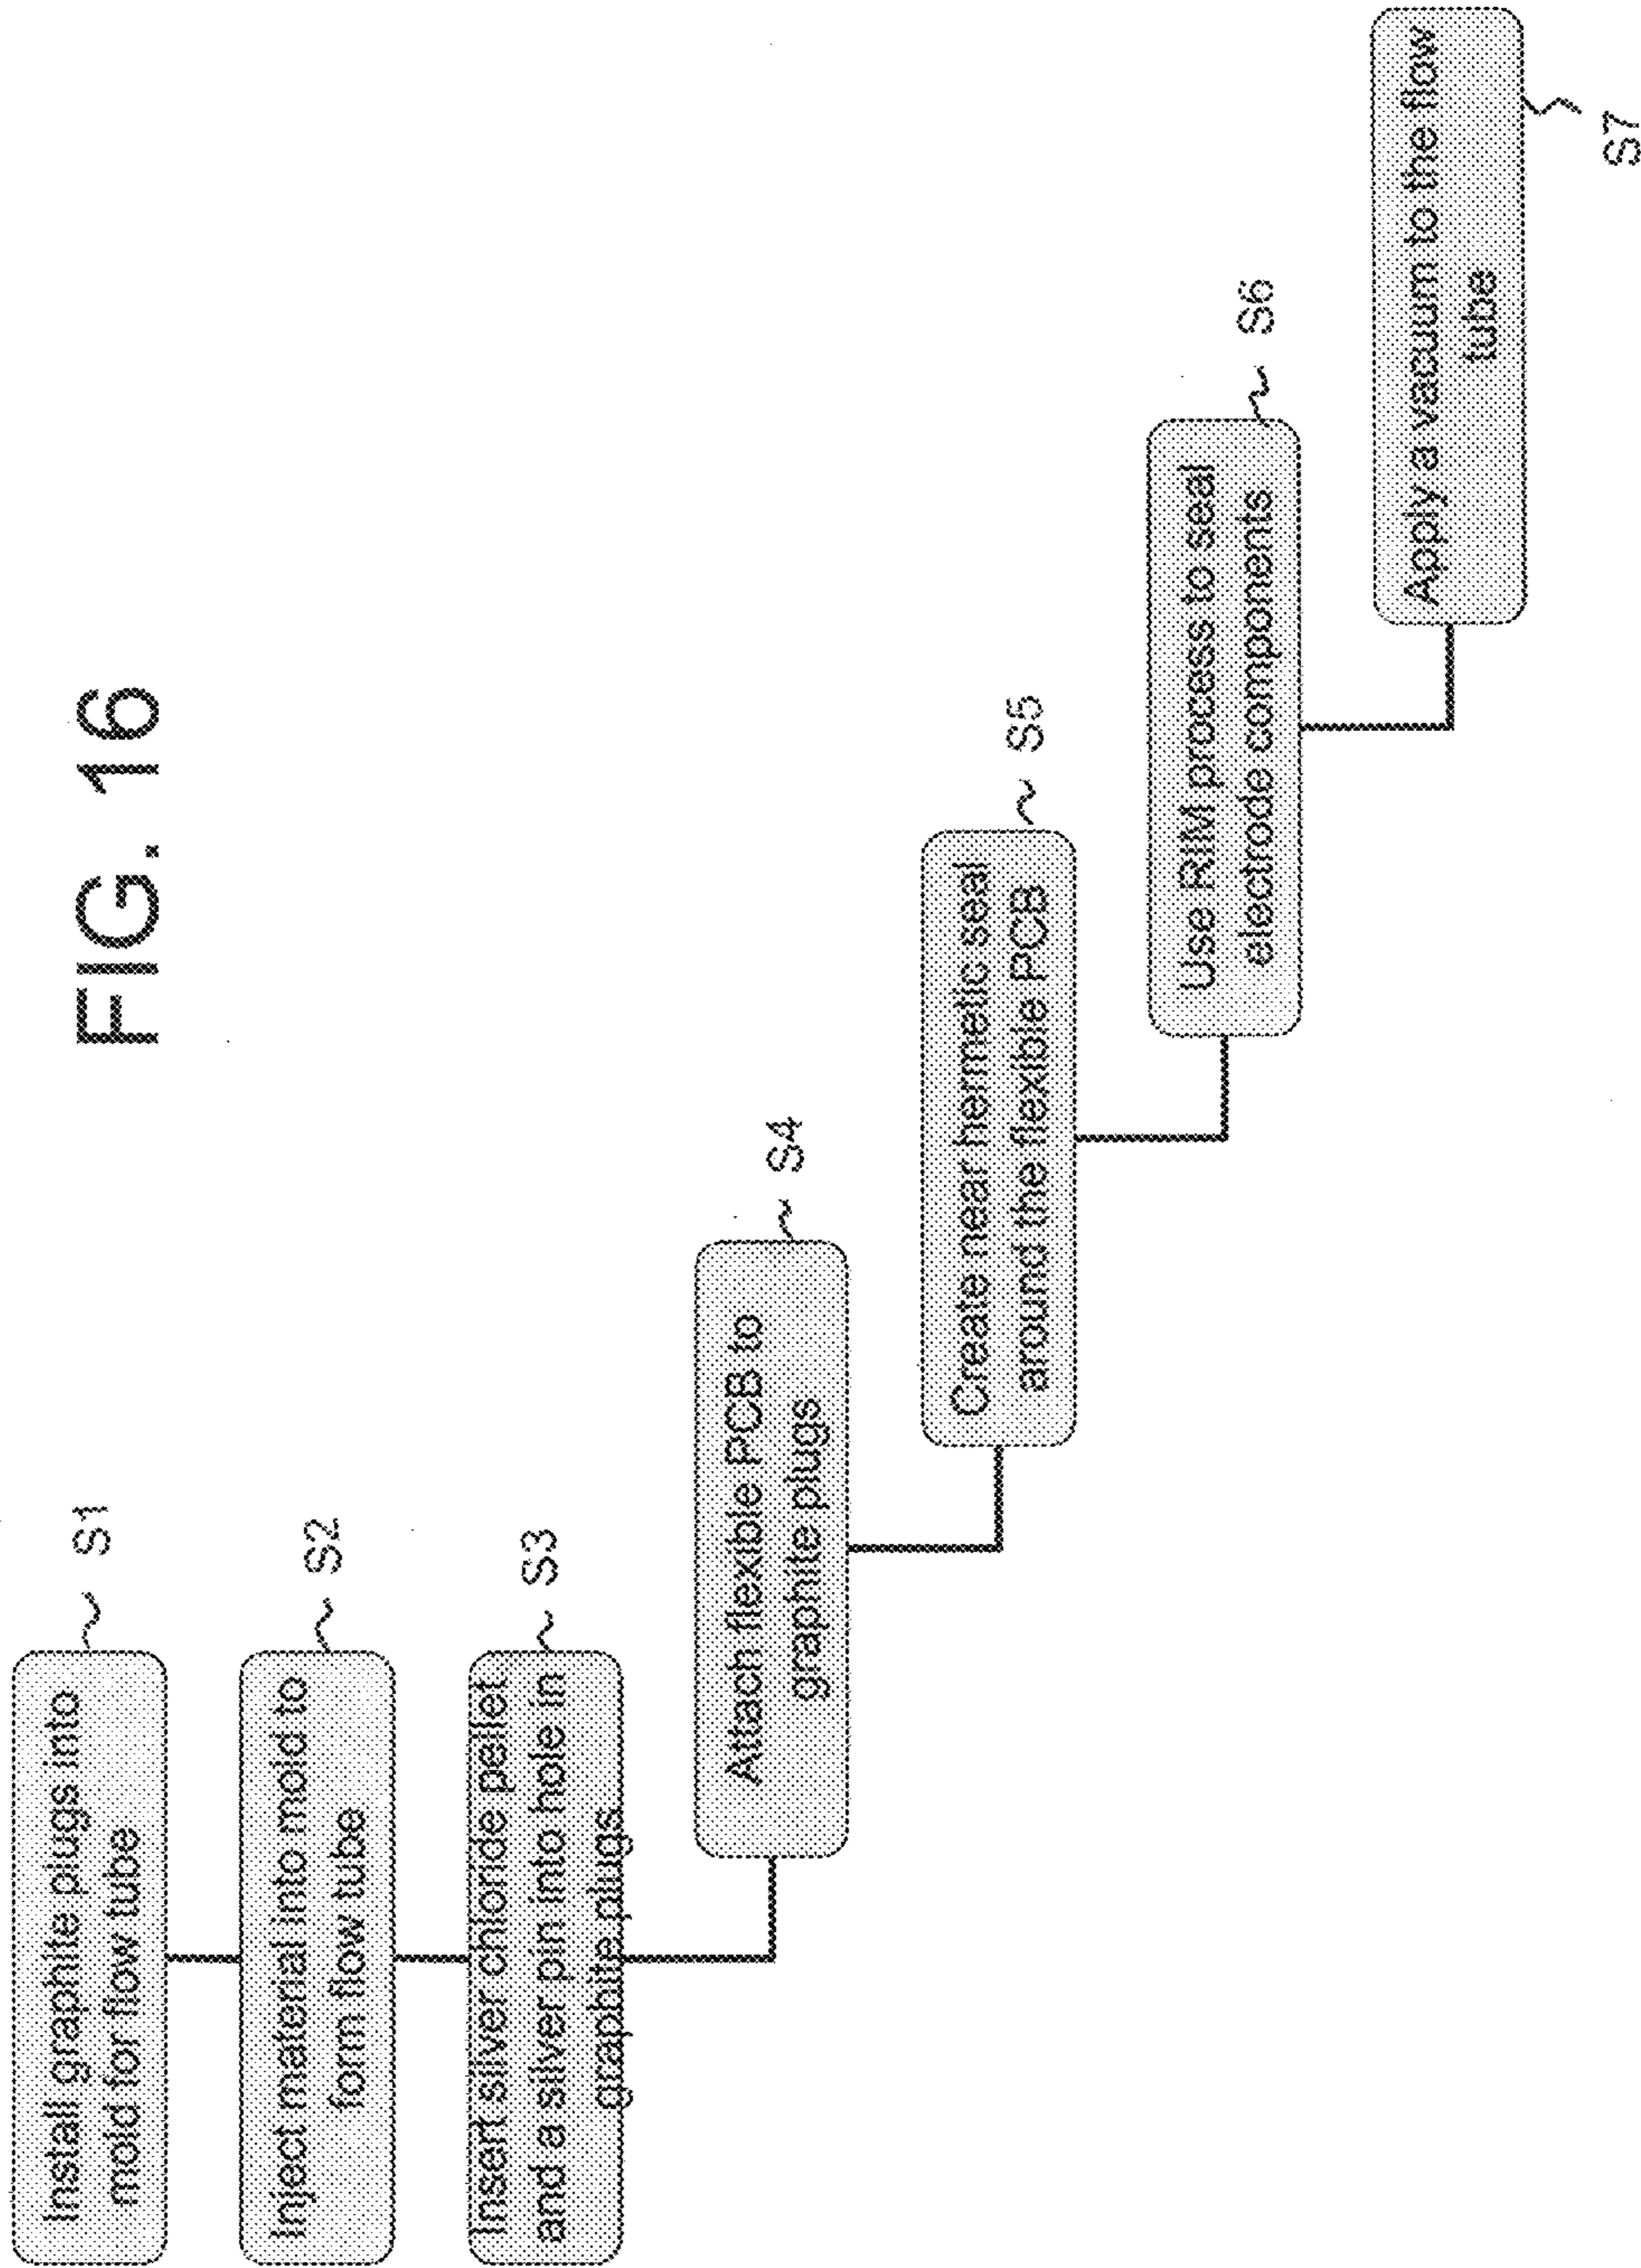 FIG. 16
Install graphite plugs into
mold for flow tube
S1
Inject material into mold to
form flow tube
S2
Insert silver chloride pellet
and a silver pin into hole in
graphite plugs
S3
Attach flexible PCB to
graphite plugs
S4
Create near hermetic seal
around the flexible PCB
S5
Use RIM process to seal
electrode components
S6
Apply a vacuum to the flow
tube
S7